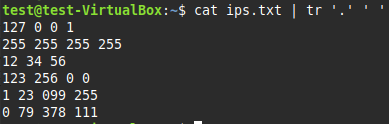 test@test-VirtualBox:~$ cat ips.txt | tr '.' ' '
127 0 0 1
255 255 255 255
12 34 56
123 256 0 0
1 23 099 255
0 79 378 111